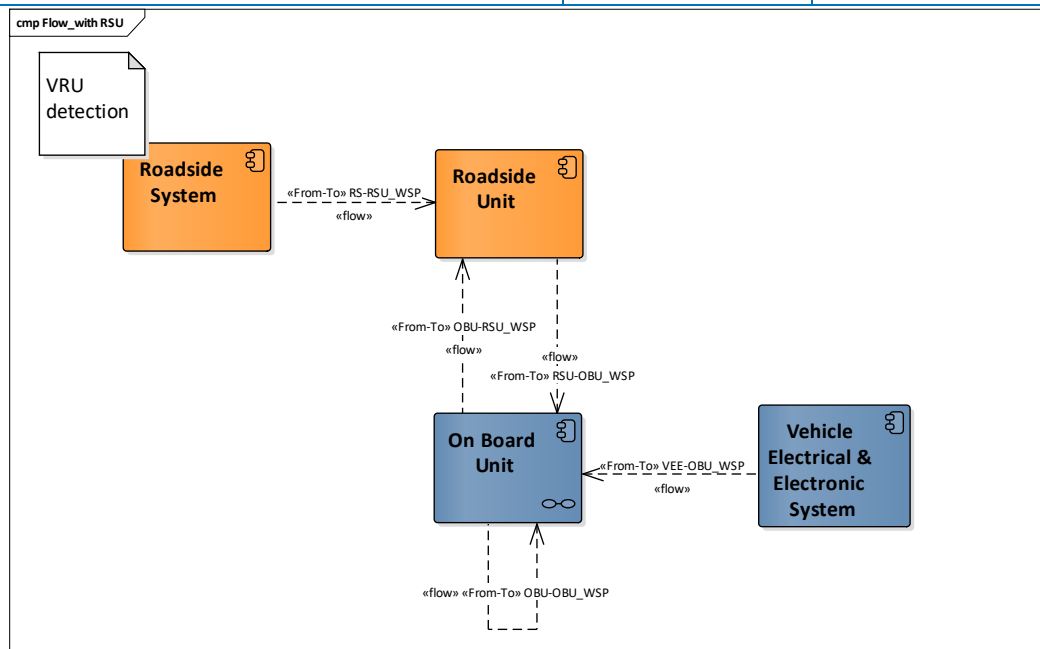 cmp Flow_with RSU
VRU
detection
Roadside
System
«From-To» RS-RSU_WSP
«flow»
Roadside
Unit
«From-To» OBU-RSU_WSP
«flow»
«flow»
«From-To» RSU-OBU_WSP
On Board
Unit
«From-To» VEE-OBU_WSP
«flow»
Vehicle
Electrical &
Electronic
System
«flow» «From-To» OBU-OBU_WSP